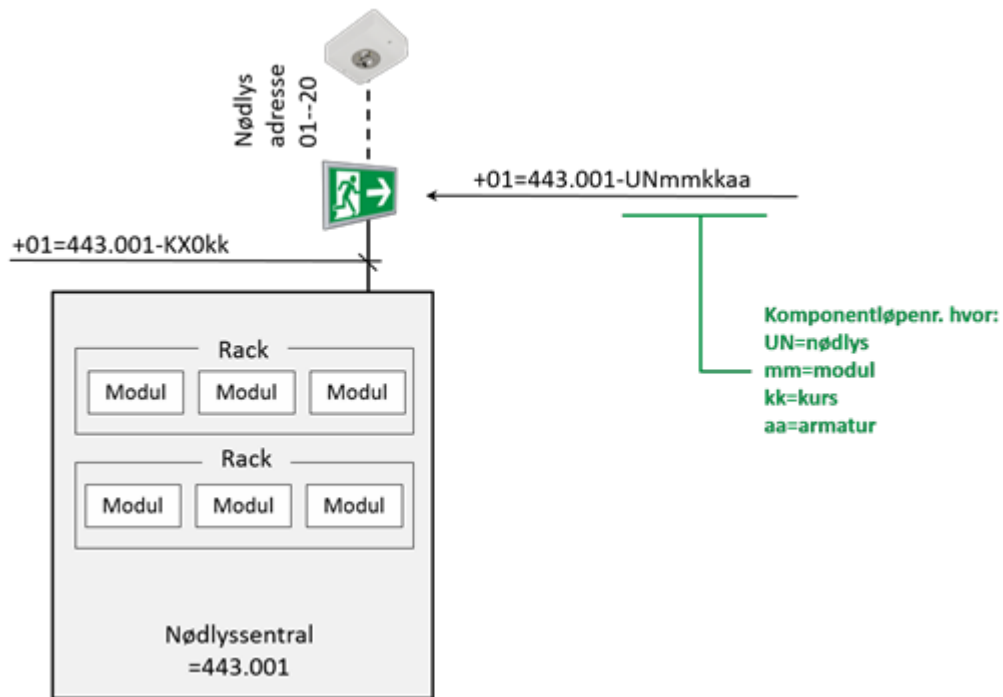 Nødlys
adresse
01--20
+01=443.001-UNmmkkaa
+01=443.001-KX0kk
Komponentløpenr. hvor:
UN=nødlys
mm=modul
kk=kurs
aa=armatur
Rack
Modul Modul Modul
Rack
Modul Modul Modul
Nødlyssentral
=443.001